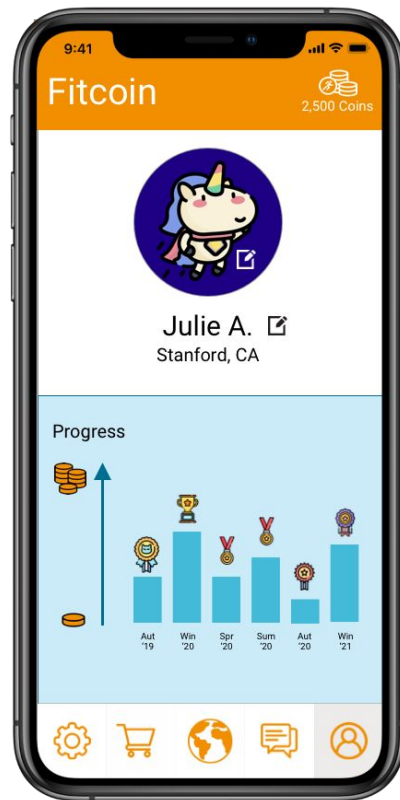 9:41
Fitcoin
2,500 Coins
Julie A.
Stanford, CA
Progress
Aut Win Spr Sum Aut Win
'19 '20 '20 '20 '20 '21